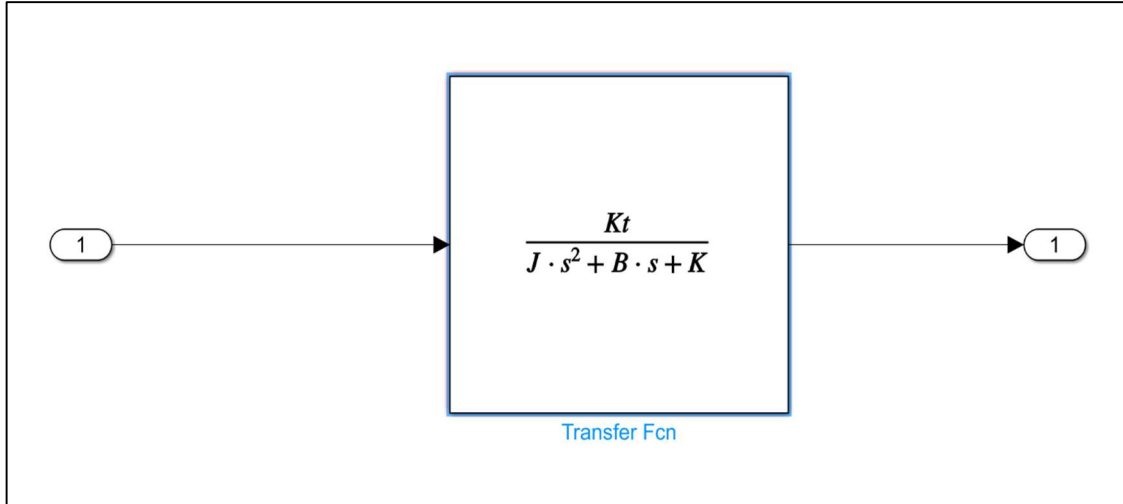 Kt
1
1
J · s² + B · s + K
Transfer Fcn